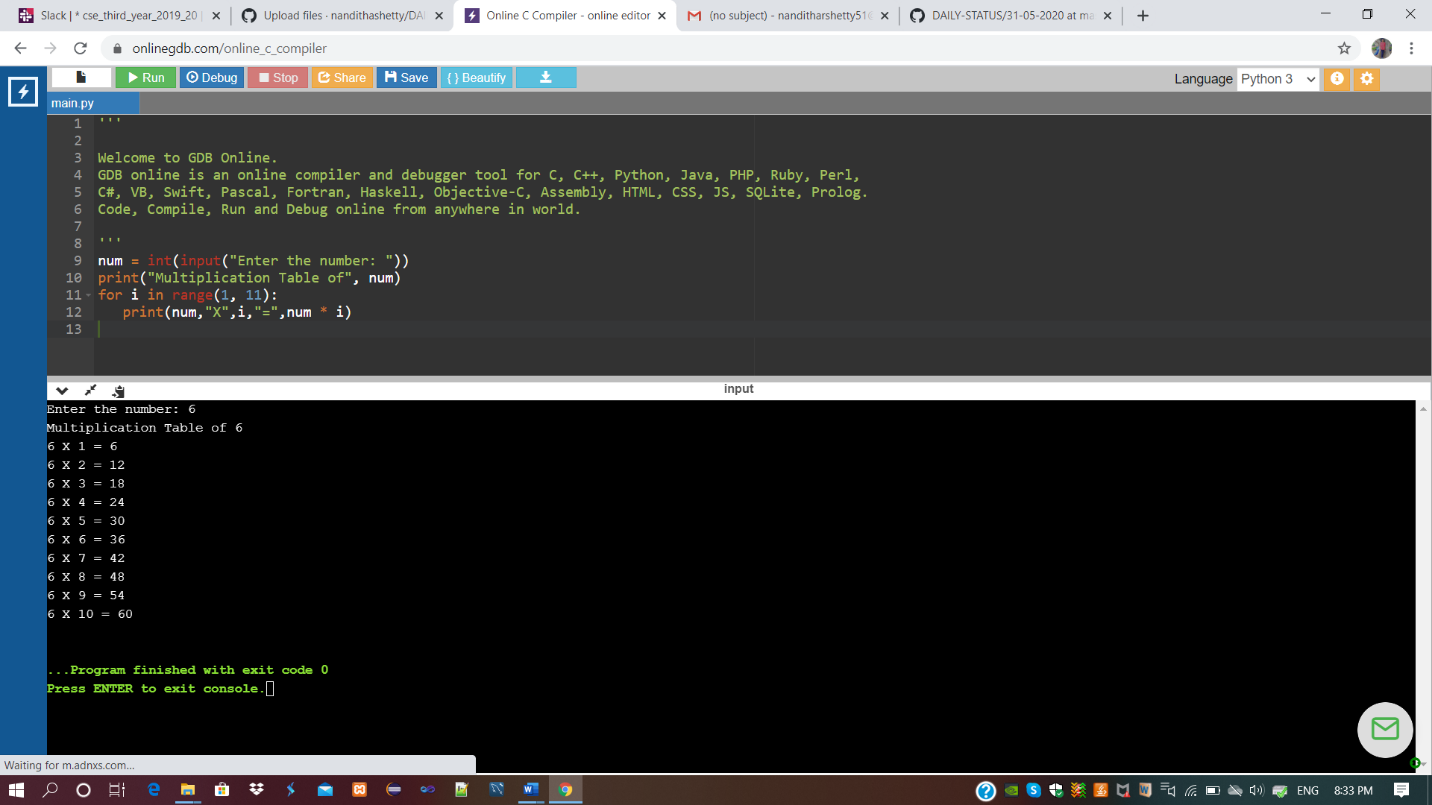 Slack | * cse_third_year_2019_20
Upload files · nandithashetty/DAI
Online C Compiler - online editor
(no subject) - nanditharshetty516
DAILY-STATUS/31-05-2020 at ma
onlinegdb.com/online_c_compiler
Run Debug Stop Share Save { } Beautify
Language Python 3
main.py
1 '''
2
3 Welcome to GDB Online.
4 GDB online is an online compiler and debugger tool for C, C++, Python, Java, PHP, Ruby, Perl,
5 C#, VB, Swift, Pascal, Fortran, Haskell, Objective-C, Assembly, HTML, CSS, JS, SQLite, Prolog.
6 Code, Compile, Run and Debug online from anywhere in world.
7
8 '''
9 num = int(input("Enter the number: "))
10 print("Multiplication Table of", num)
11 for i in range(1, 11):
12    print(num,"X",i,"=",num * i)
13
input
Enter the number: 6
Multiplication Table of 6
6 X 1 = 6
6 X 2 = 12
6 X 3 = 18
6 X 4 = 24
6 X 5 = 30
6 X 6 = 36
6 X 7 = 42
6 X 8 = 48
6 X 9 = 54
6 X 10 = 60
...Program finished with exit code 0
Press ENTER to exit console.
Waiting for m.adnxs.com...
ENG 8:33 PM